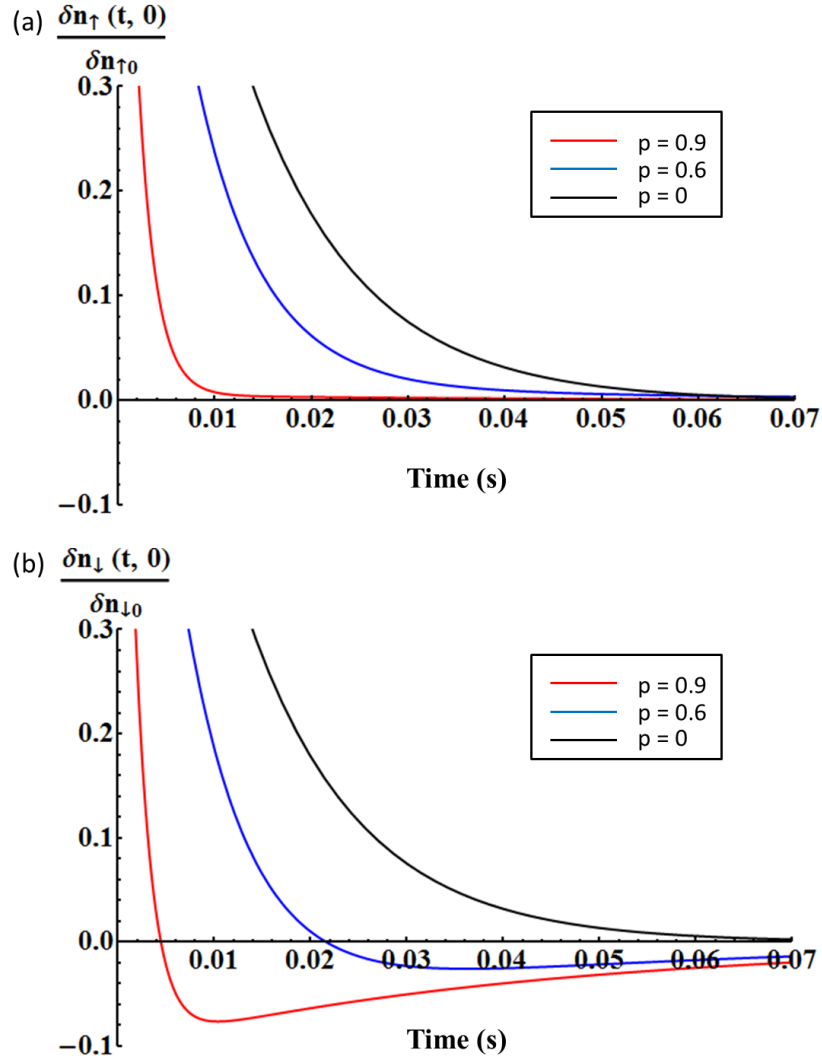 (a) δn↑ (t, 0)
δn↑0
0.3
p = 0.9
p = 0.6
p = 0
0.2
0.1
0.0
0.01 0.02 0.03 0.04 0.05 0.06 0.07
Time (s)
−0.1
(b) δn↓ (t, 0)
δn↓0
0.3
p = 0.9
p = 0.6
p = 0
0.2
0.1
0.0
0.01 0.02 0.03 0.04 0.05 0.06 0.07
Time (s)
−0.1